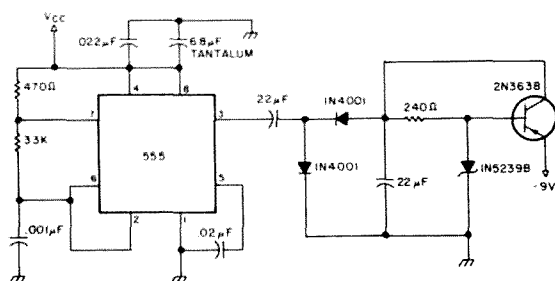 VCC
.022µF
6.8µF
TANTALUM
470Ω
4
8
2N3638
7
3
22µF
1N4001
240Ω
33K
555
1N4001
1N5239B
-9V
6
5
22µF
.001µF
2
1
.02µF